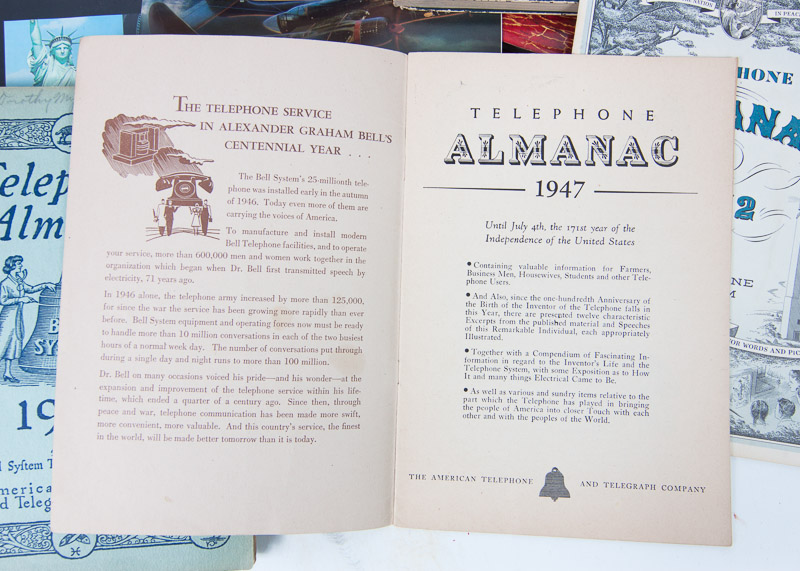 THE TELEPHONE SERVICE
IN ALEXANDER GRAHAM BELL'S
CENTENNIAL YEAR . . .
The Bell System's 25-millionth tele-
phone was installed early in the autumn
of 1946. Today even more of them are
carrying the voices of America.
To manufacture and install modern
Bell Telephone facilities, and to operate
your service, more than 600,000 men and women work together in the
organization which began when Dr. Bell first transmitted speech by
electricity, 71 years ago.
In 1946 alone, the telephone army increased by more than 125,000,
for since the war the service has been growing more rapidly than ever
before. Bell System equipment and operating forces now must be ready
to handle more than 10 million conversations in each of the two busiest
hours of a normal week day. The number of conversations put through
during a single day and night runs to more than 100 million.
Dr. Bell on many occasions voiced his pride—and his wonder—at the
expansion and improvement of the telephone service within his life-
time, which ended a quarter of a century ago. Since then, through
peace and war, telephone communication has been made more swift,
more convenient, more valuable. And this country's service, the finest
in the world, will be made better tomorrow than it is today.
TELEPHONE
ALMANAC
1947
Until July 4th, the 171st year of the
Independence of the United States
• Containing valuable information for Farmers,
Business Men, Housewives, Students and other Tele-
phone Users.
• And Also, since the one-hundredth Anniversary of
the Birth of the Inventor of the Telephone falls in
this Year, there are presented twelve characteristic
Excerpts from the published material and Speeches
of this Remarkable Individual, each appropriately
Illustrated.
• Together with a Compendium of Fascinating In-
formation in regard to the Inventor's Life and the
Telephone System, with some Exposition as to How
It and many things Electrical Came to Be.
• As well as various and sundry items relative to the
part which the Telephone has played in bringing
the people of America into closer Touch with each
other and with the peoples of the World.
THE AMERICAN TELEPHONE AND TELEGRAPH COMPANY
Dorothy
Telep
Alm
B
SYS
19
l System T
merica
d Teleg
IN PEAC
PHONE
ANA
2
ONE
M
FOR WORDS AND PIC